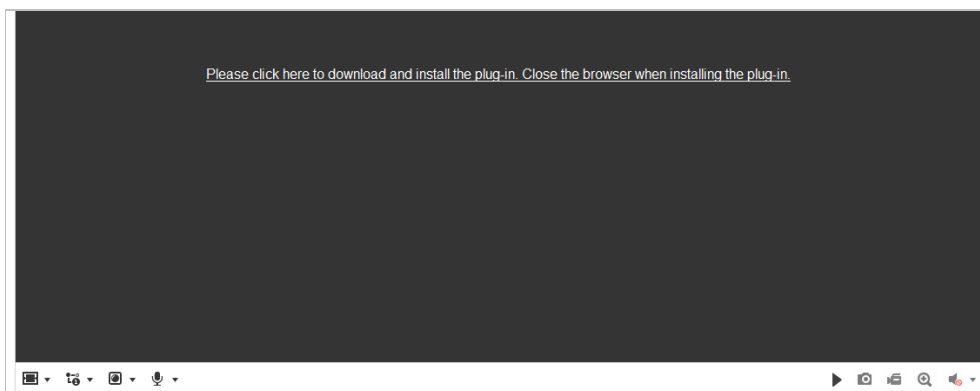 Please click here to download and install the plug-in. Close the browser when installing the plug-in.